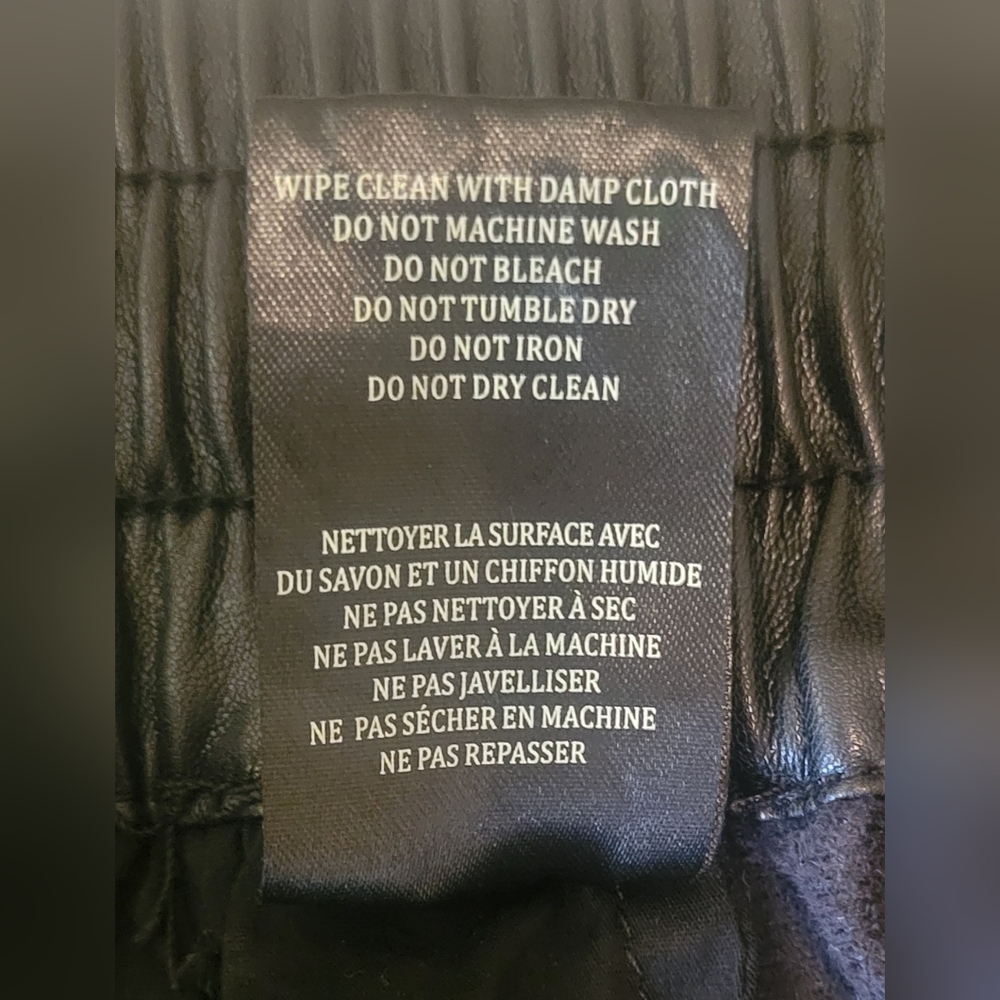 WIPE CLEAN WITH DAMP CLOTH
DO NOT MACHINE WASH
DO NOT BLEACH
DO NOT TUMBLE DRY
DO NOT IRON
DO NOT DRY CLEAN
NETTOYER LA SURFACE AVEC
DU SAVON ET UN CHIFFON HUMIDE
NE PAS NETTOYER À SEC
NE PAS LAVER À LA MACHINE
NE PAS JAVELLISER
NE PAS SÉCHER EN MACHINE
NE PAS REPASSER